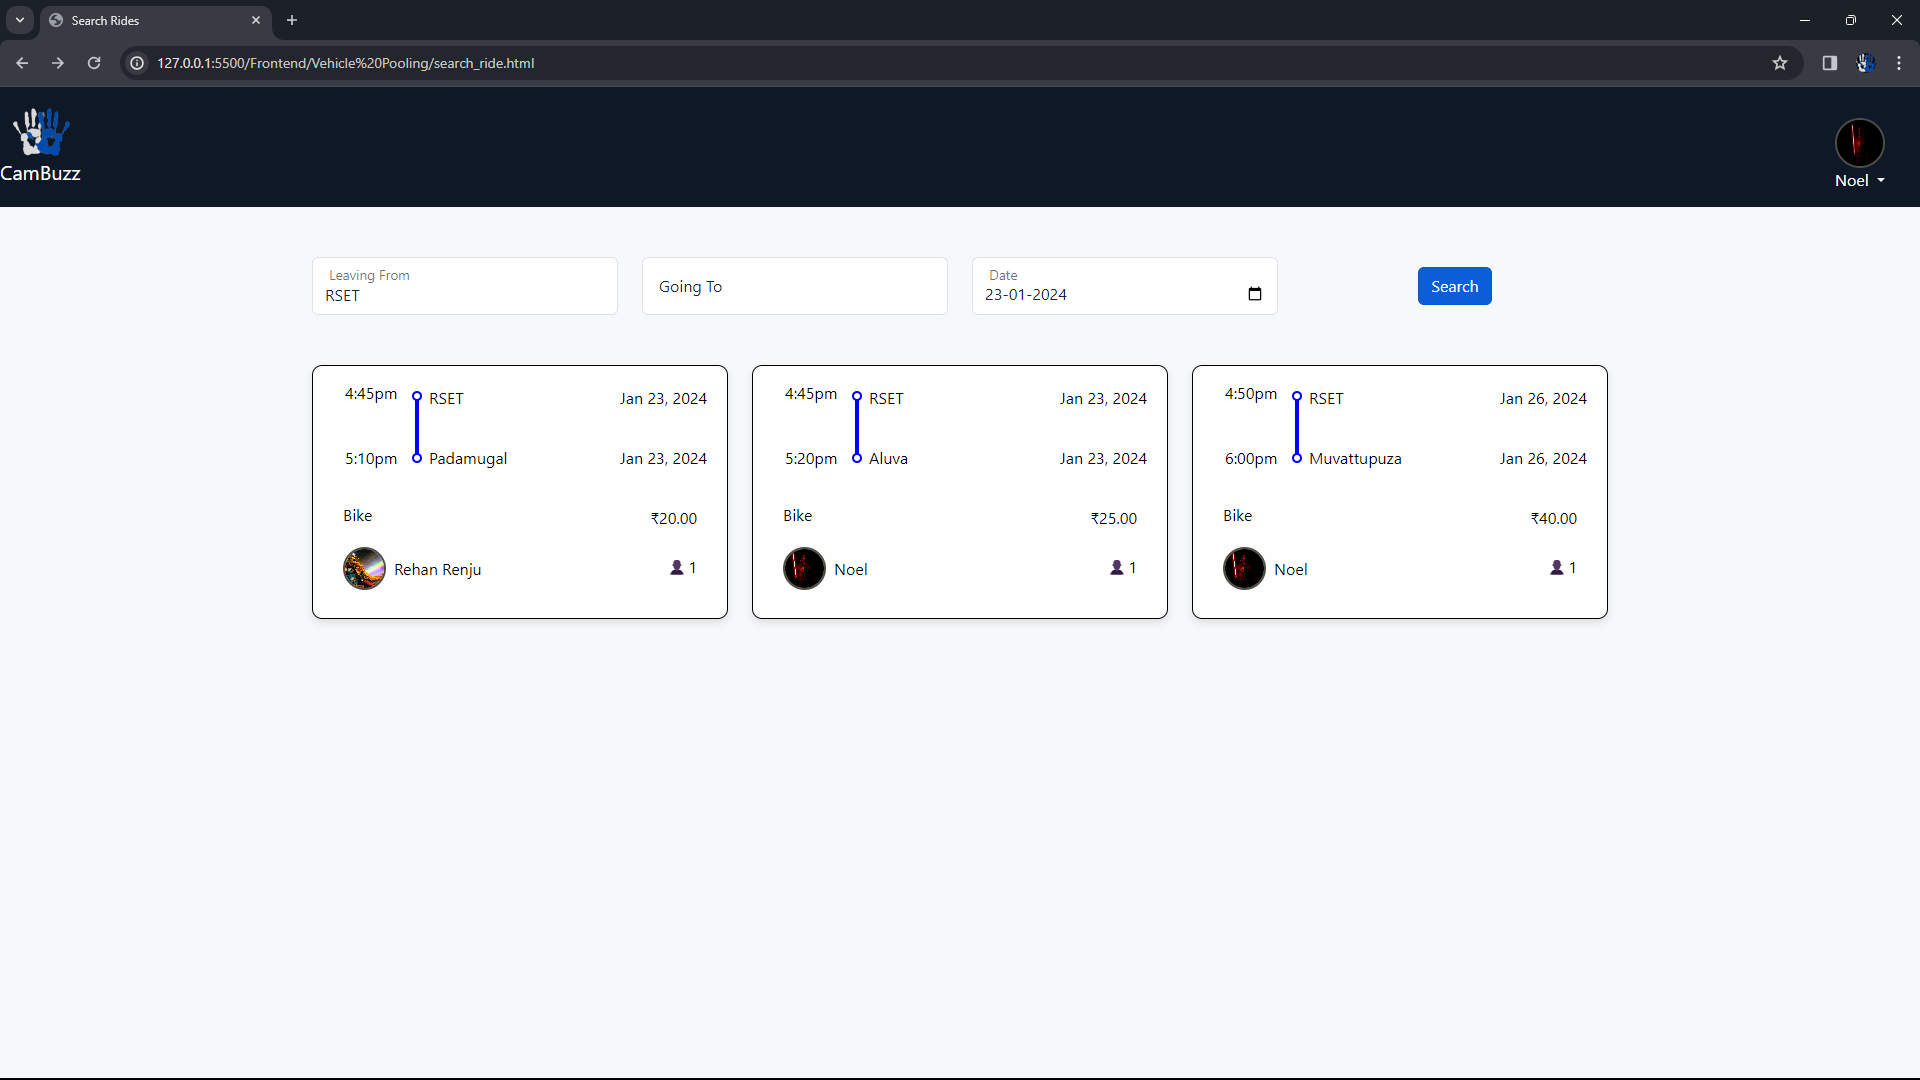 Search Rides
127.0.0.1:5500/Frontend/Vehicle%20Pooling/search_ride.html
CamBuzz
Noel
Leaving From
RSET
Going To
Date
23-01-2024
Search
4:45pm RSET Jan 23, 2024
5:10pm Padamugal Jan 23, 2024
Bike ₹20.00
Rehan Renju 1
4:45pm RSET Jan 23, 2024
5:20pm Aluva Jan 23, 2024
Bike ₹25.00
Noel 1
4:50pm RSET Jan 26, 2024
6:00pm Muvattupuza Jan 26, 2024
Bike ₹40.00
Noel 1